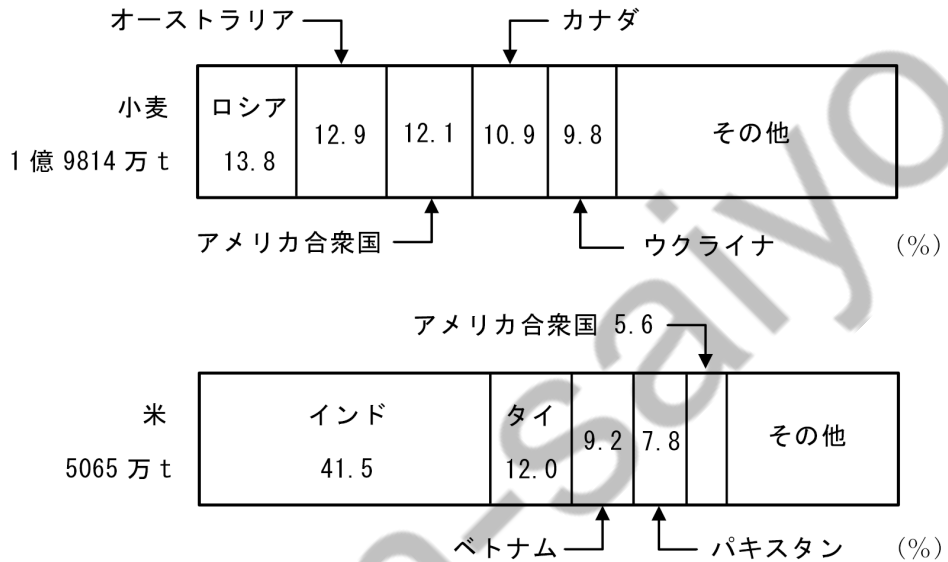 オーストラリア カナダ
小麦 ロシア
1億9814万t 13.8 12.9 12.1 10.9 9.8 その他
アメリカ合衆国 ウクライナ (%)
アメリカ合衆国 5.6
米 インド タイ
5065万t 41.5 12.0 9.2 7.8 その他
ベトナム パキスタン (%)
-saiyo